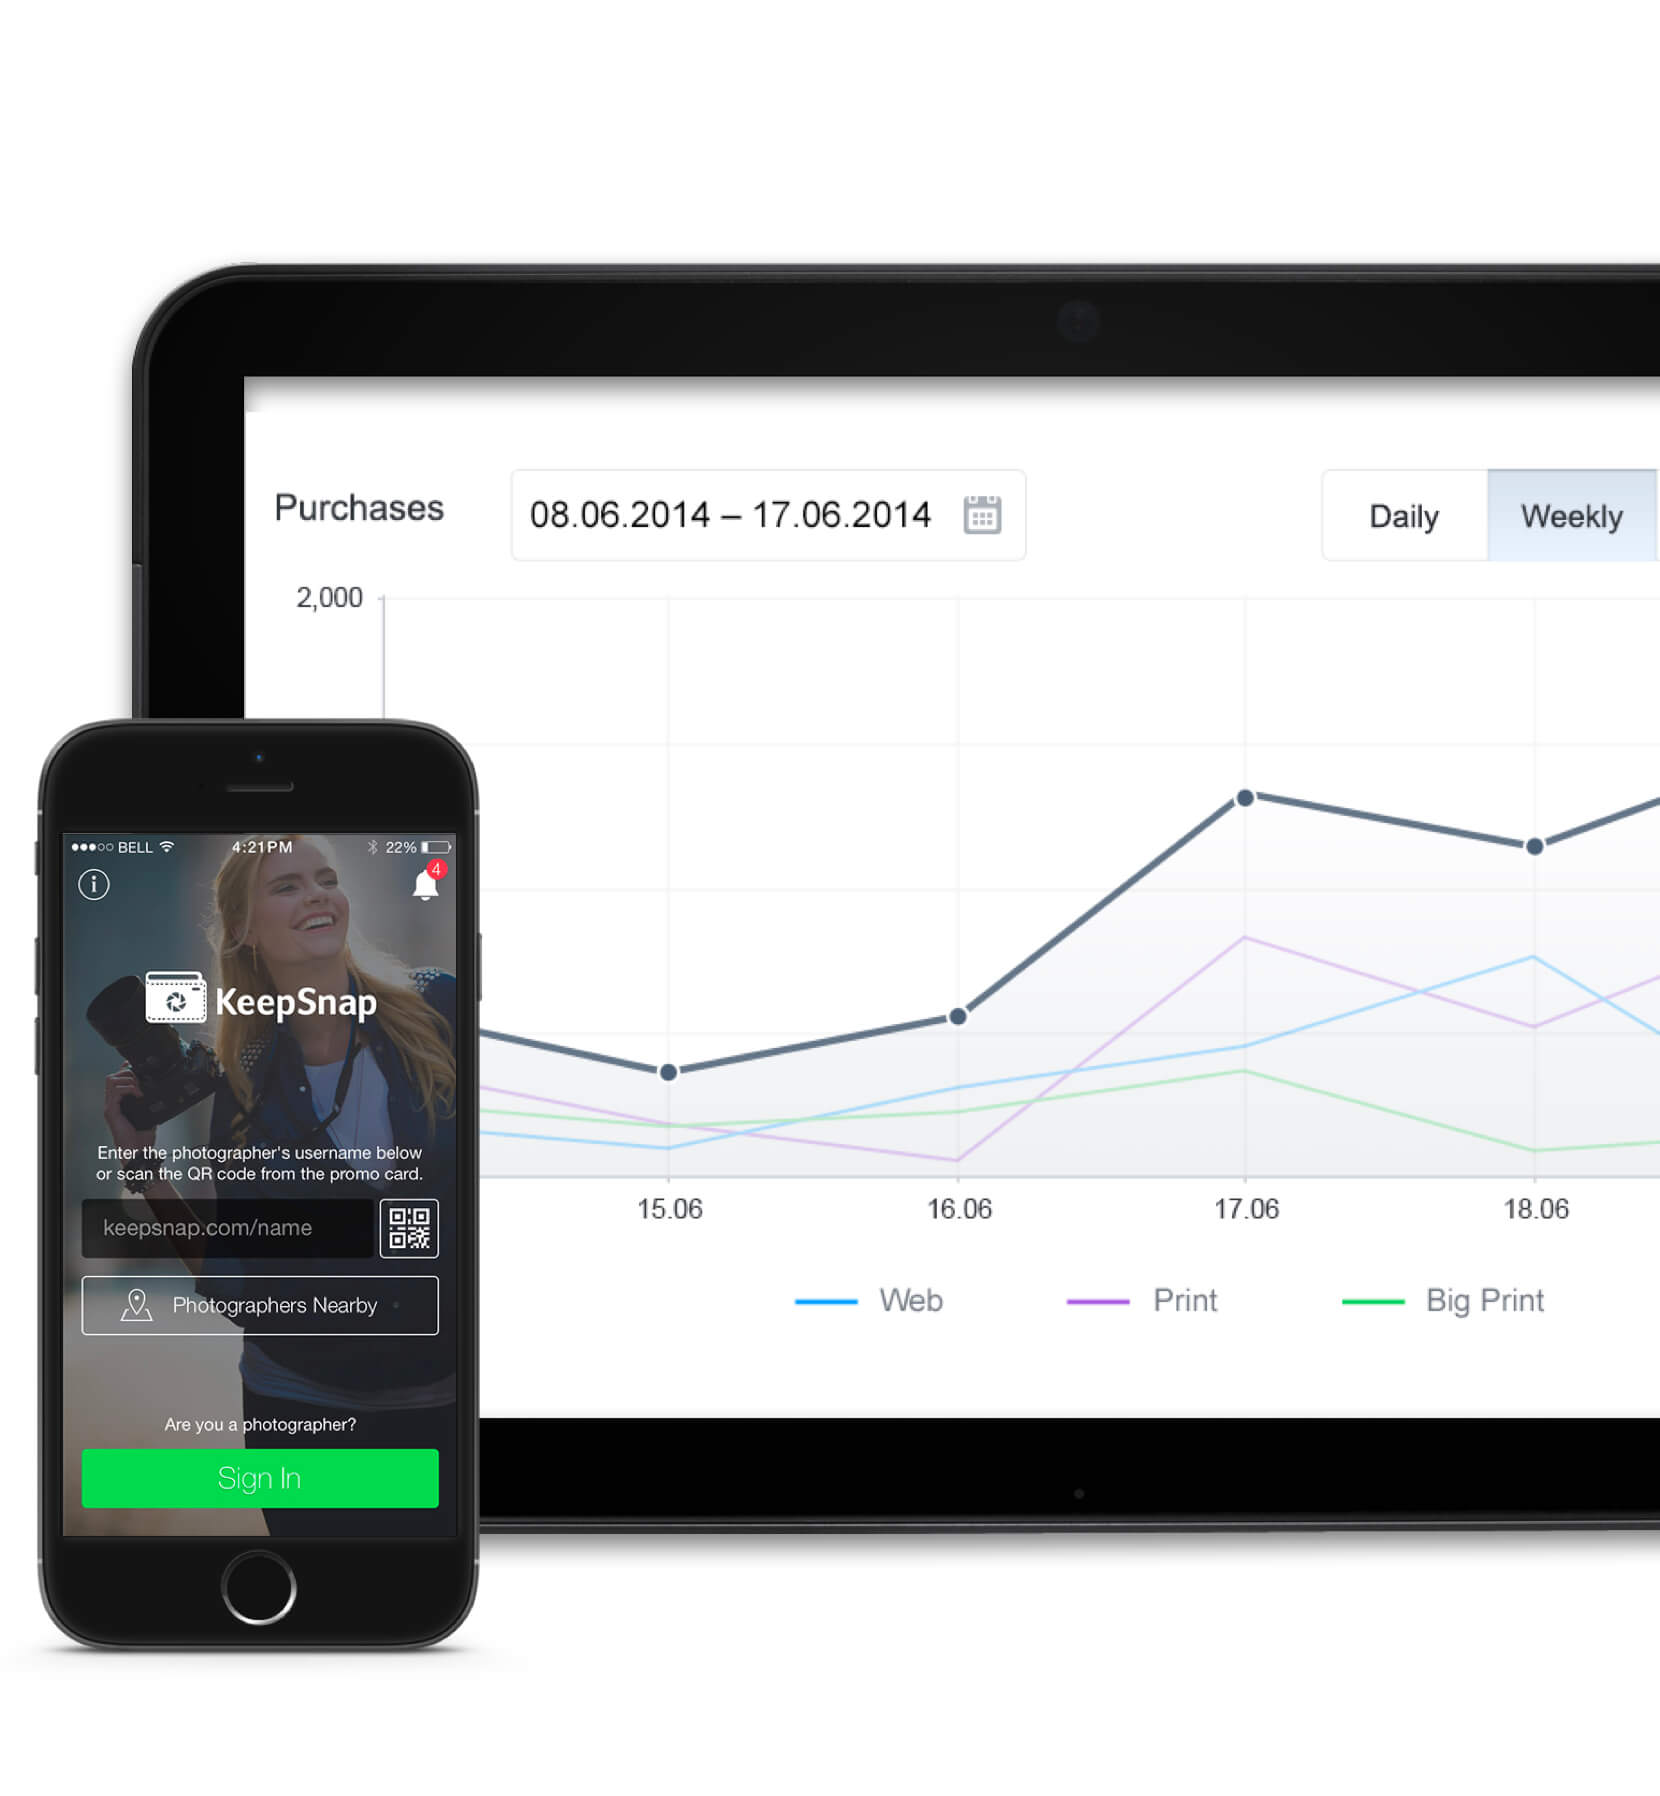 Purchases
08.06.2014 – 17.06.2014
Daily
Weekly
2,000
15.06
16.06
17.06
18.06
Web
Print
Big Print
BELL
4:21PM
22%
4
KeepSnap
Enter the photographer's username below
or scan the QR code from the promo card.
keepsnap.com/name
Photographers Nearby
Are you a photographer?
Sign In